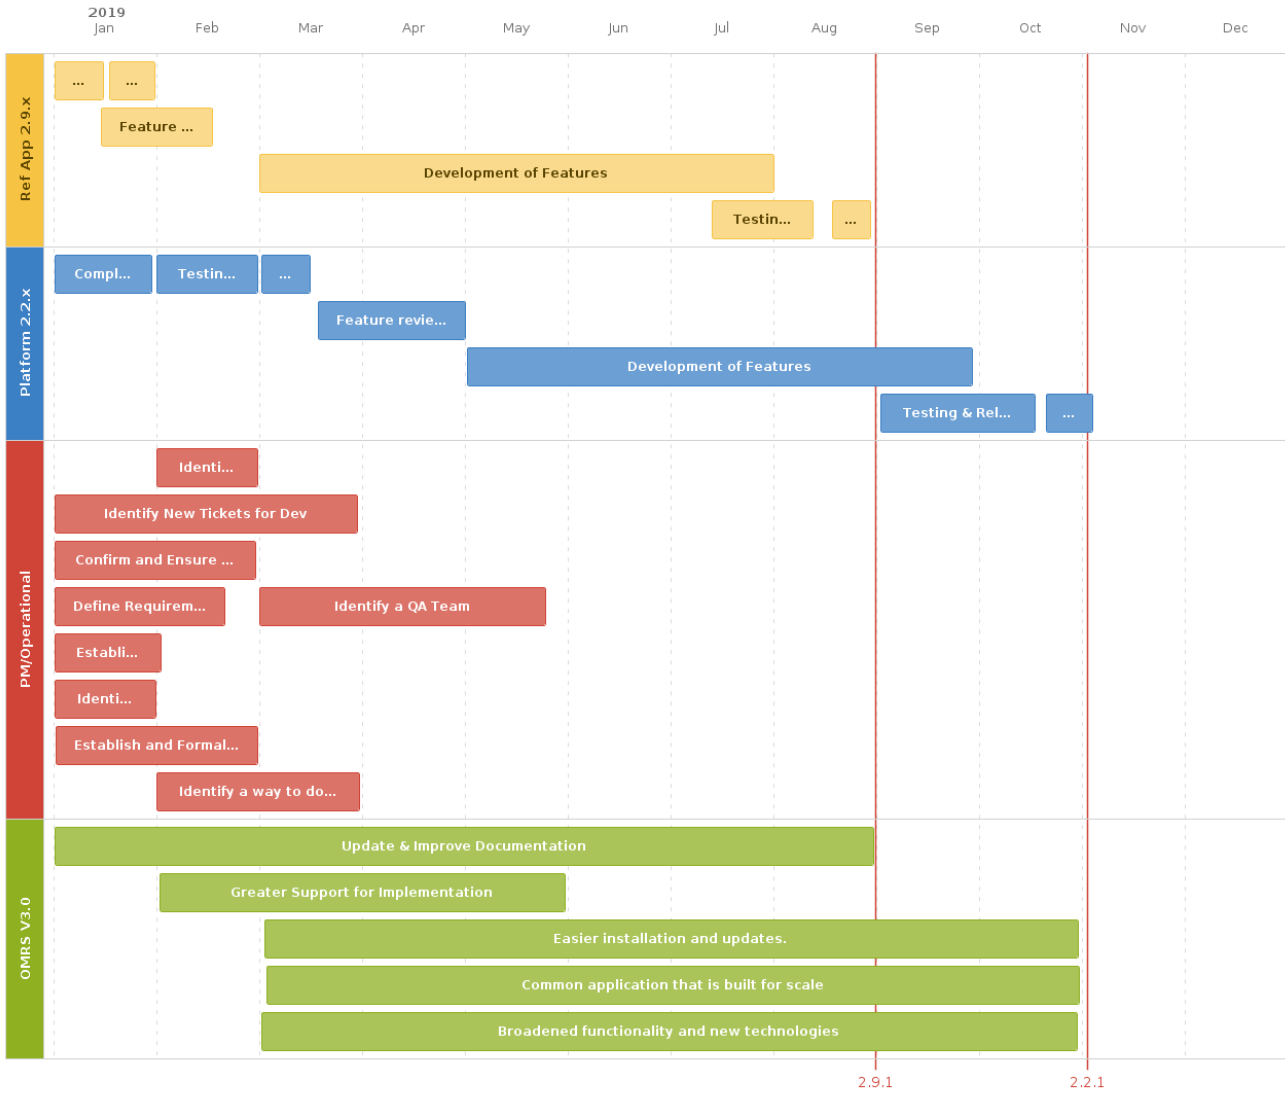 2019
Jan Feb Mar Apr May Jun Jul Aug Sep Oct Nov Dec
Ref App 2.9.x
... ...
Feature ...
Development of Features
Testin... ...
Platform 2.2.x
Compl... Testin... ...
Feature revie...
Development of Features
Testing & Rel... ...
PM/Operational
Identi...
Identify New Tickets for Dev
Confirm and Ensure ...
Define Requirem... Identify a QA Team
Establi...
Identi...
Establish and Formal...
Identify a way to do...
OMRS V3.0
Update & Improve Documentation
Greater Support for Implementation
Easier installation and updates.
Common application that is built for scale
Broadened functionality and new technologies
2.9.1 2.2.1